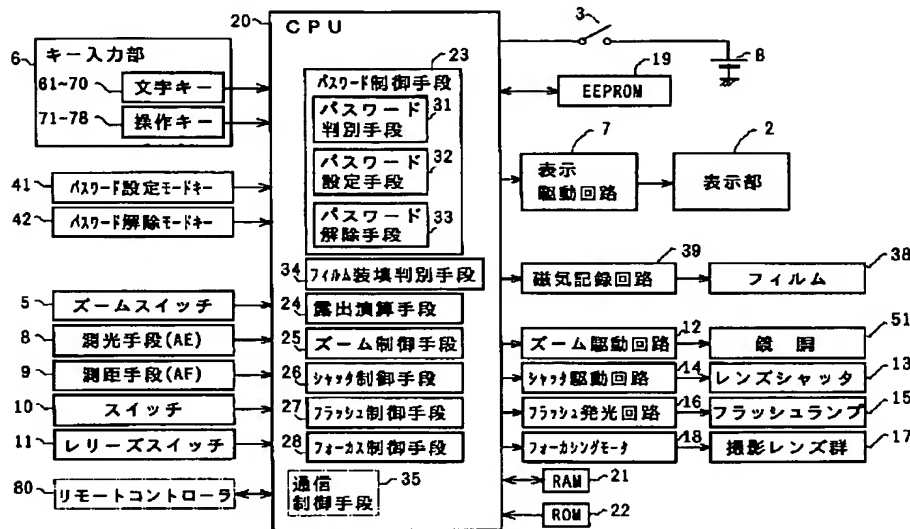 20
CPU
3
B
6
キー入力部
61~70
文字キー
71~78
操作キー
23
パスワード制御手段
パスワード
判別手段
31
パスワード
設定手段
32
パスワード
解除手段
33
19
EEPROM
7
表示
駆動回路
2
表示部
41
パスワード設定モードキー
42
パスワード解除モードキー
34
フィルム装填判別手段
39
磁気記録回路
38
フィルム
5
ズームスイッチ
24
露出演算手段
8
測光手段(AE)
25
ズーム制御手段
12
ズーム駆動回路
51
鏡胴
9
測距手段(AF)
26
シャッタ制御手段
シャッタ駆動回路
14
レンズシャッタ
13
10
スイッチ
27
フラッシュ制御手段
フラッシュ発光回路
16
フラッシュランプ
15
11
レリーズスイッチ
28
フォーカス制御手段
フォーカシングモータ
18
撮影レンズ群
17
80
リモートコントローラ
通信
制御手段
35
RAM
21
ROM
22